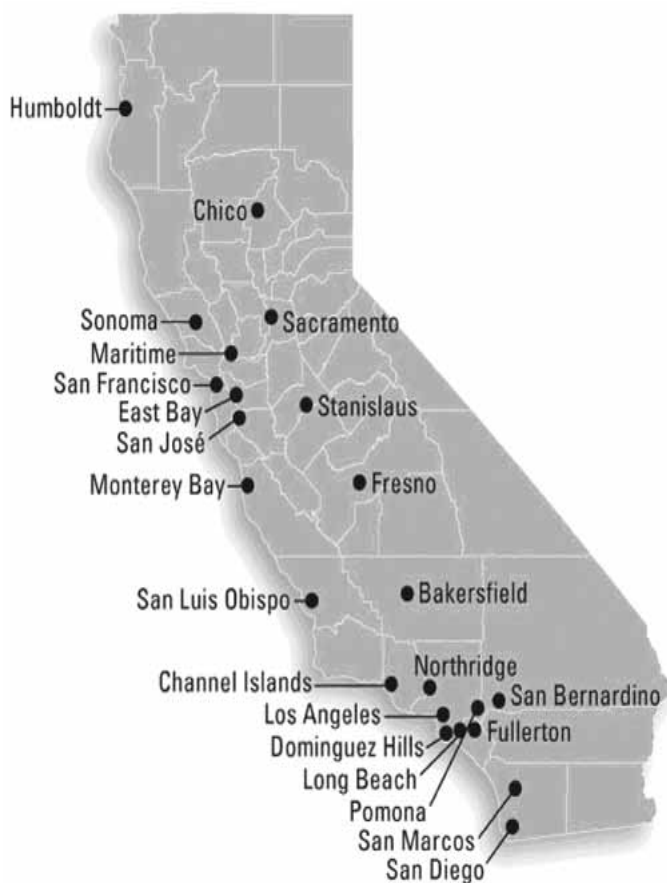 Humboldt
Chico
Sonoma
Sacramento
Maritime
San Francisco
East Bay
Stanislaus
San José
Monterey Bay
Fresno
San Luis Obispo
Bakersfield
Channel Islands
Northridge
San Bernardino
Los Angeles
Fullerton
Dominguez Hills
Long Beach
Pomona
San Marcos
San Diego